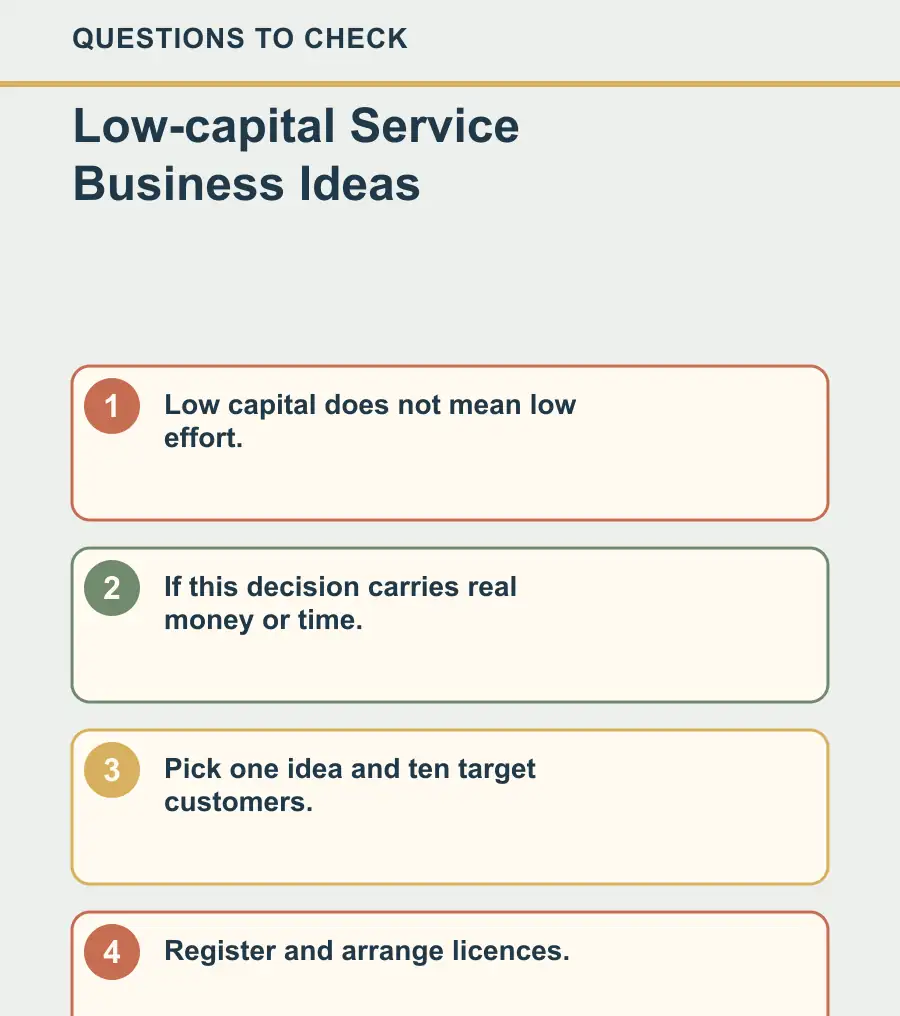 QUESTIONS TO CHECK
Low-capital Service
Business Ideas
1
Low capital does not mean low
effort.
2
If this decision carries real
money or time.
3
Pick one idea and ten target
customers.
4
Register and arrange licences.